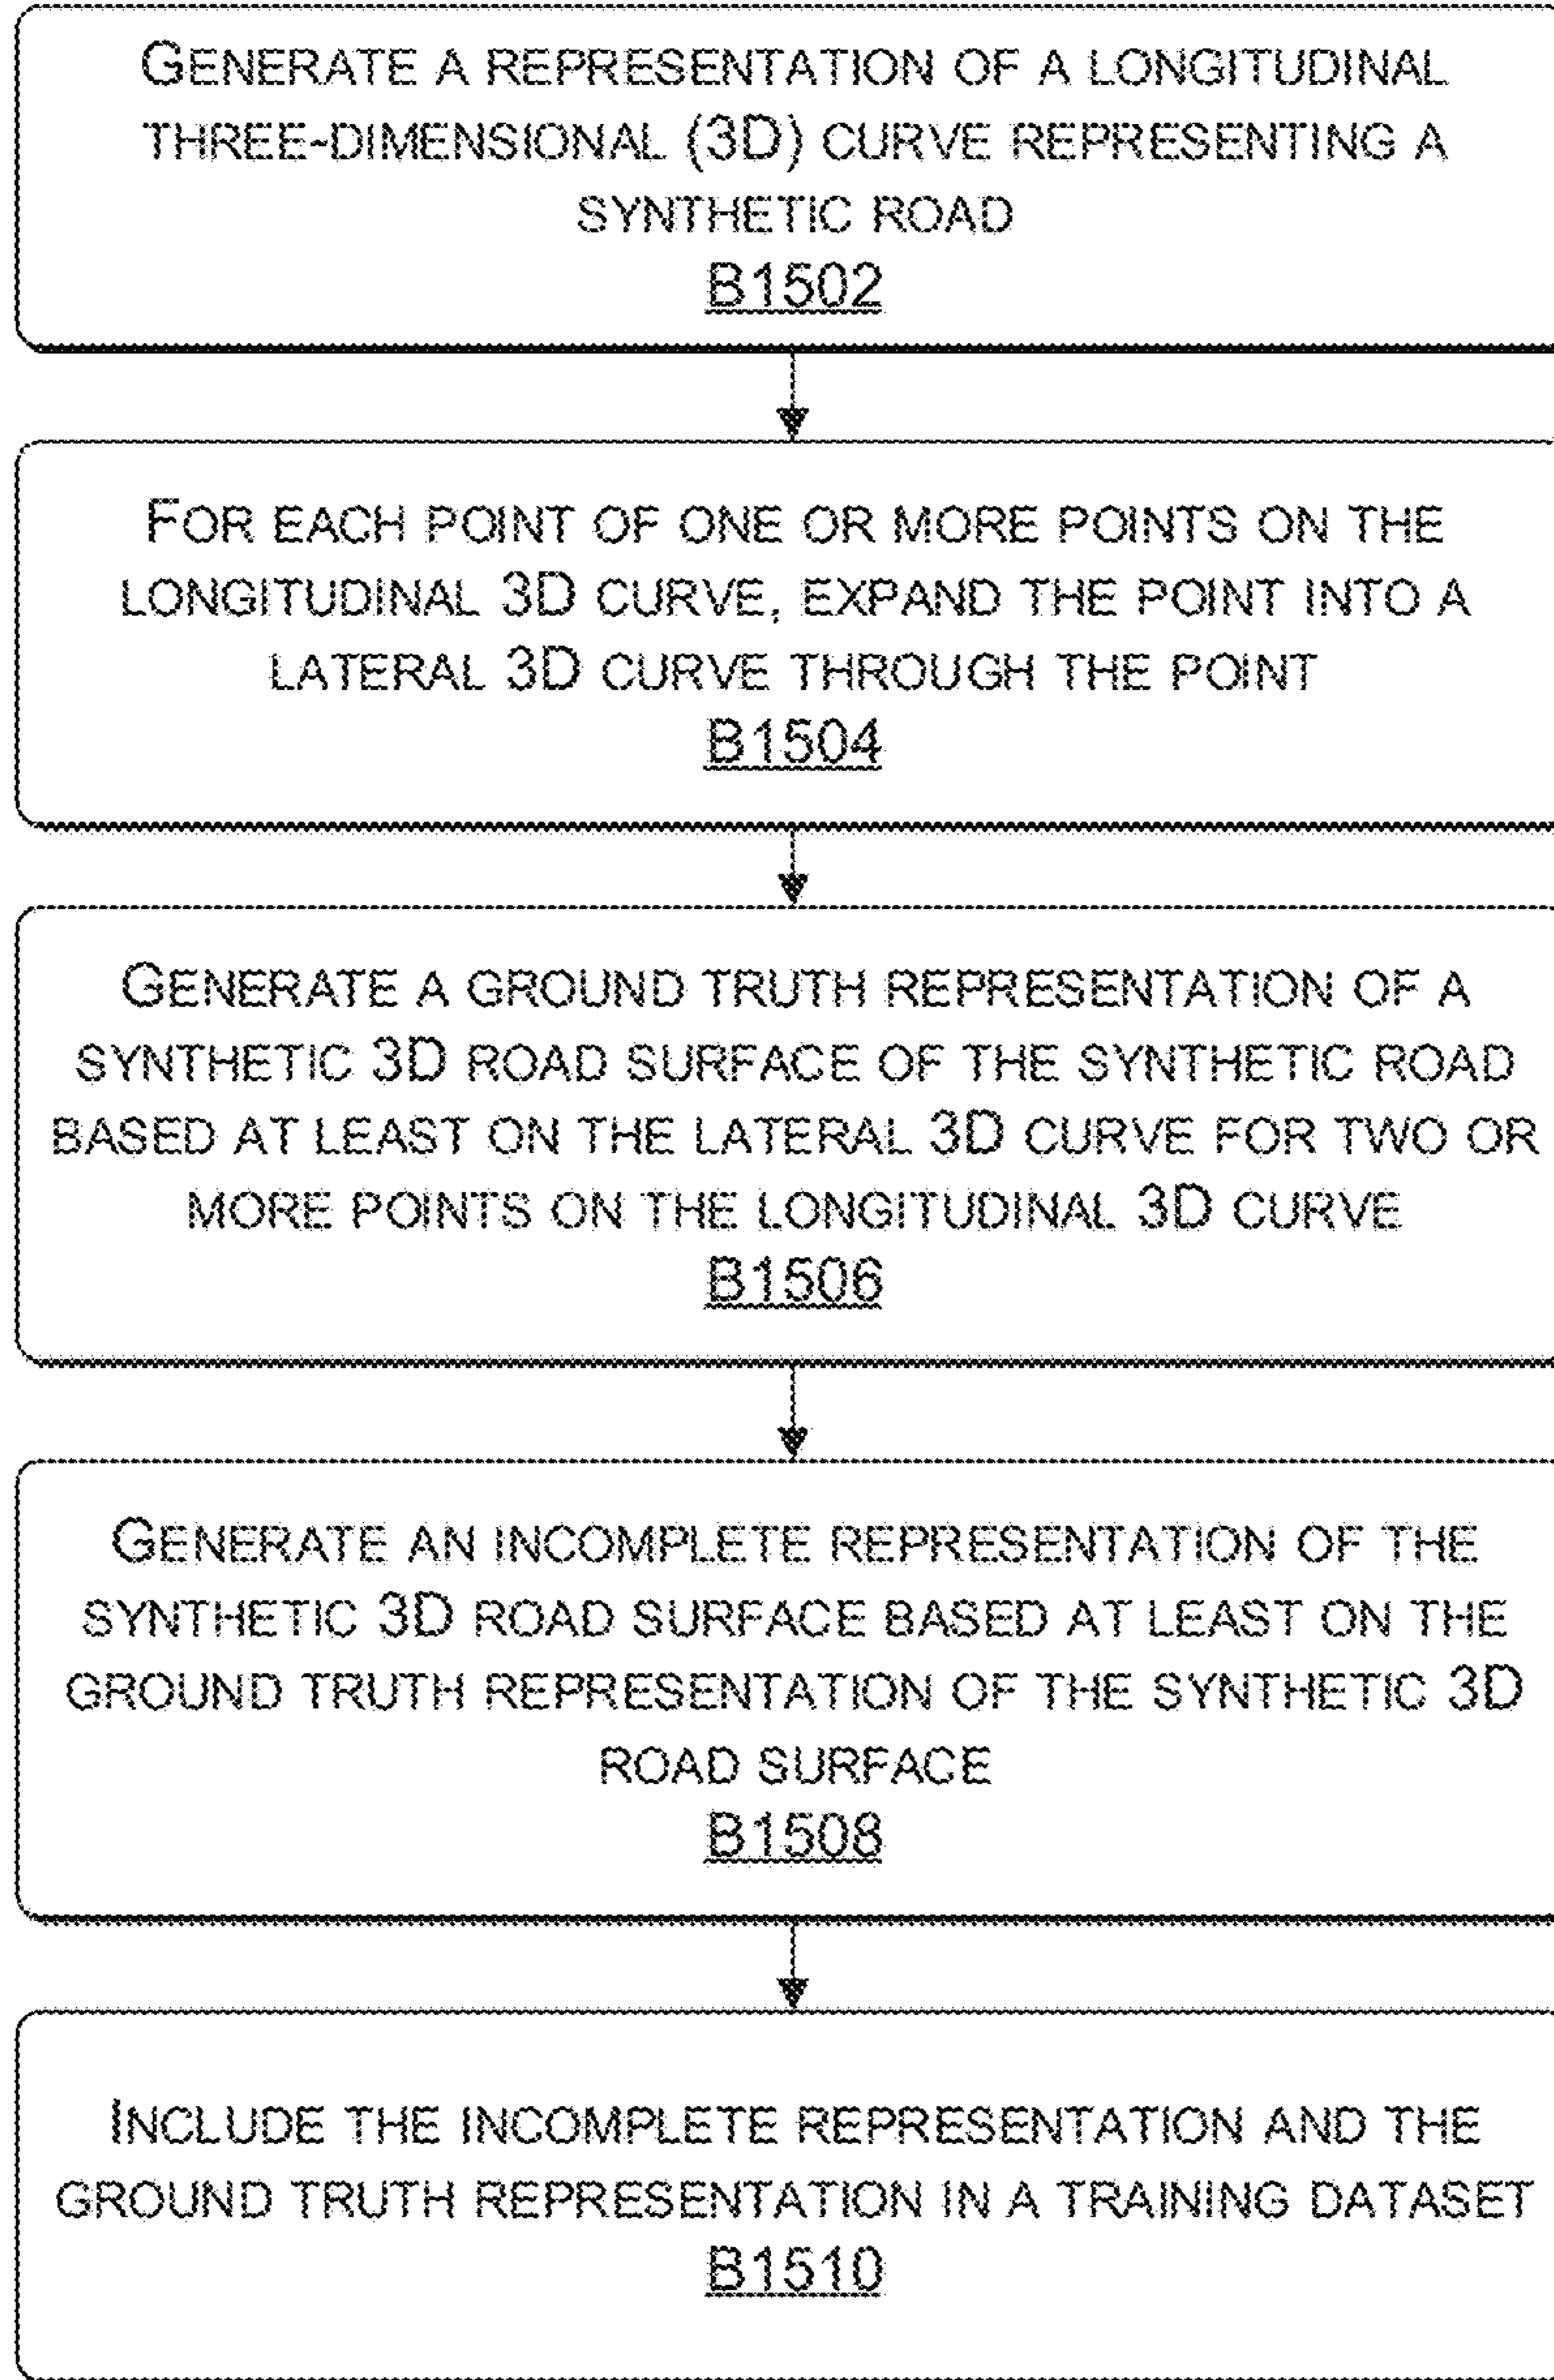 GENERATE A REPRESENTATION OF A LONGITUDINAL
THREE-DIMENSIONAL (3D) CURVE REPRESENTING A
SYNTHETIC ROAD
B1502
FOR EACH POINT OF ONE OR MORE POINTS ON THE
LONGITUDINAL 3D CURVE, EXPAND THE POINT INTO A
LATERAL 3D CURVE THROUGH THE POINT
B1504
GENERATE A GROUND TRUTH REPRESENTATION OF A
SYNTHETIC 3D ROAD SURFACE OF THE SYNTHETIC ROAD
BASED AT LEAST ON THE LATERAL 3D CURVE FOR TWO OR
MORE POINTS ON THE LONGITUDINAL 3D CURVE
B1506
GENERATE AN INCOMPLETE REPRESENTATION OF THE
SYNTHETIC 3D ROAD SURFACE BASED AT LEAST ON THE
GROUND TRUTH REPRESENTATION OF THE SYNTHETIC 3D
ROAD SURFACE
B1508
INCLUDE THE INCOMPLETE REPRESENTATION AND THE
GROUND TRUTH REPRESENTATION IN A TRAINING DATASET
B1510